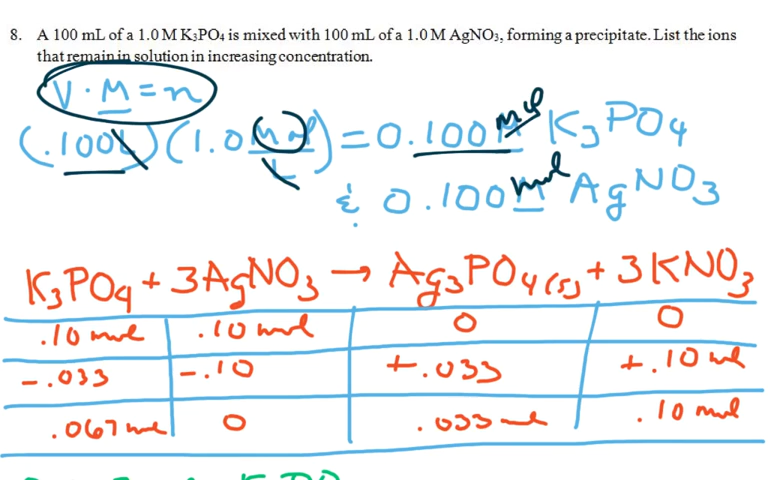 8. A 100 mL of a 1.0 M K₃PO₄ is mixed with 100 mL of a 1.0 M AgNO₃, forming a precipitate. List the ions
that remain in solution in increasing concentration.
V · M = n
(.100L)(1.0 mol/L) = 0.100 mol K₃PO₄
& 0.100 mol AgNO₃
K₃PO₄ + 3AgNO₃ → Ag₃PO₄(s) + 3KNO₃
.10 mol .10 mol 0 0
-.033 -.10 +.033 +.10 mol
.067 mol 0 .033 mol .10 mol